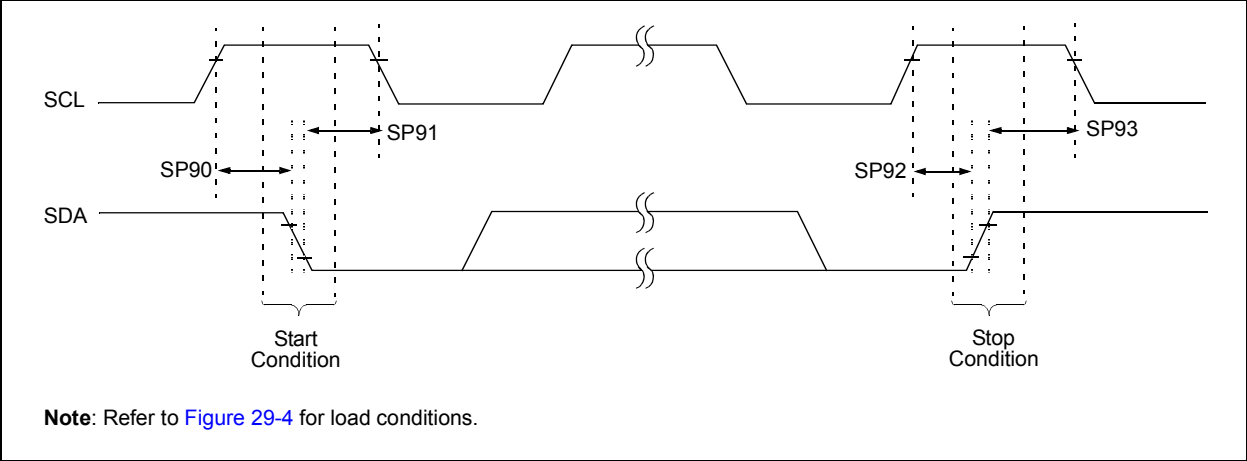 SCL
SP91
SP93
SP90
SP92
SDA
Start
Condition
Stop
Condition
Note: Refer to Figure 29-4 for load conditions.